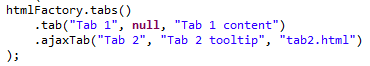 htmlFactory.tabs()
.tab("Tab 1", null, "Tab 1 content")
.ajaxTab("Tab 2", "Tab 2 tooltip", "tab2.html")
);